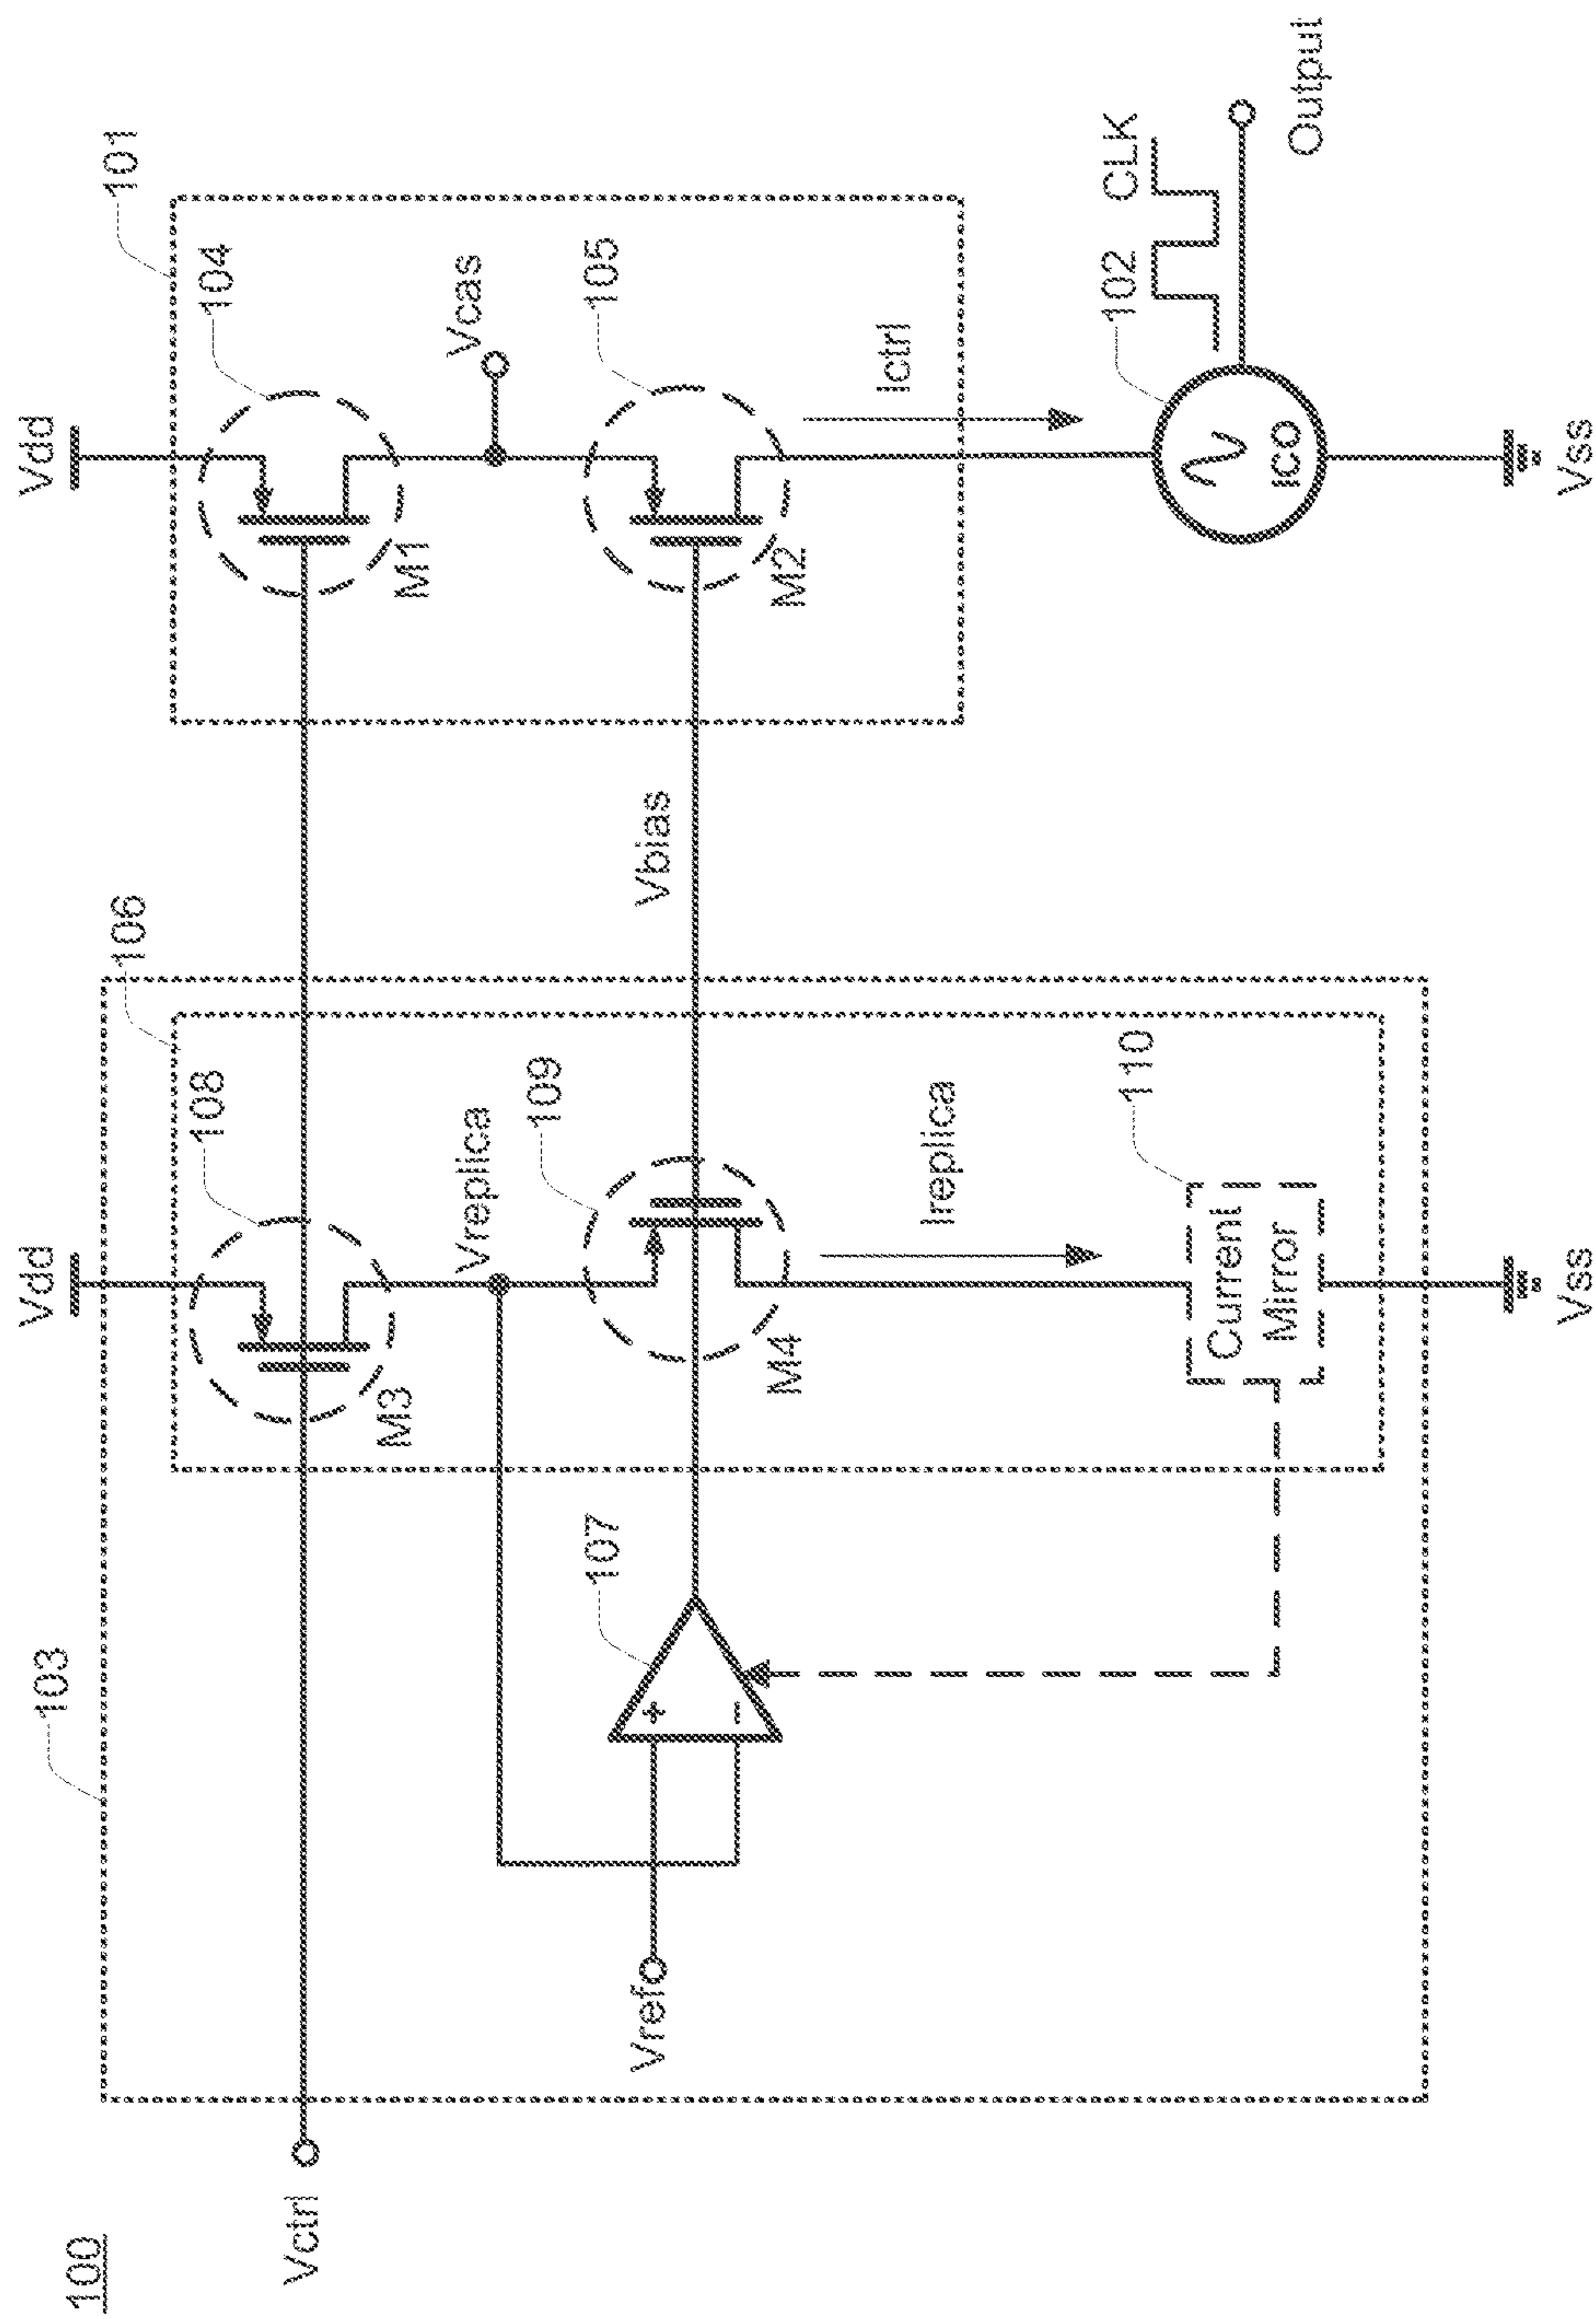 100
Vctrl
103
Vref
107
+
-
Vdd
108
M3
Vreplica
109
M4
Ireplica
110
Current
Mirror
Vss
106
Vbias
Vdd
101
104
M1
Vcas
105
M2
Ictrl
102
CLK
ICO
Output
Vss